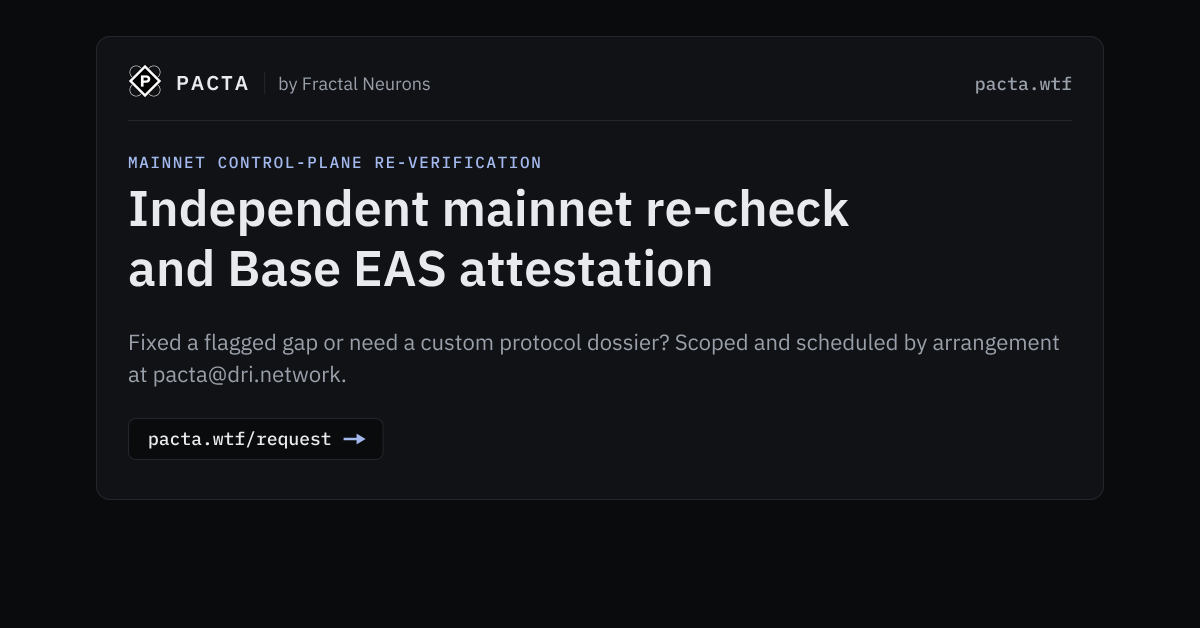 P PACTA by Fractal Neurons pacta.wtf
MAINNET CONTROL-PLANE RE-VERIFICATION
Independent mainnet re-check
and Base EAS attestation
Fixed a flagged gap or need a custom protocol dossier? Scoped and scheduled by arrangement
at pacta@dri.network.
pacta.wtf/request →